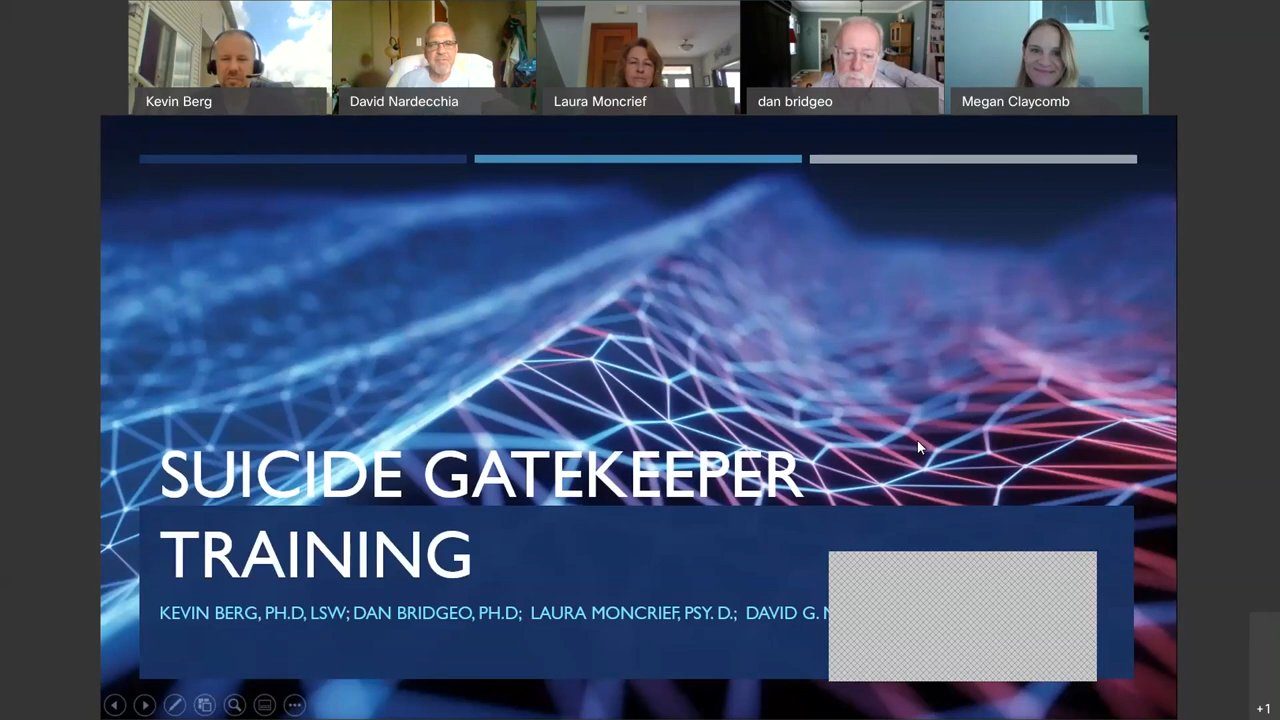 Kevin Berg
David Nardecchia
Laura Moncrief
dan bridgeo
Megan Claycomb
SUICIDE GATEKEEPER
TRAINING
KEVIN BERG, PH.D, LSW; DAN BRIDGEO, PH.D; LAURA MONCRIEF, PSY. D.; DAVID G.
+1